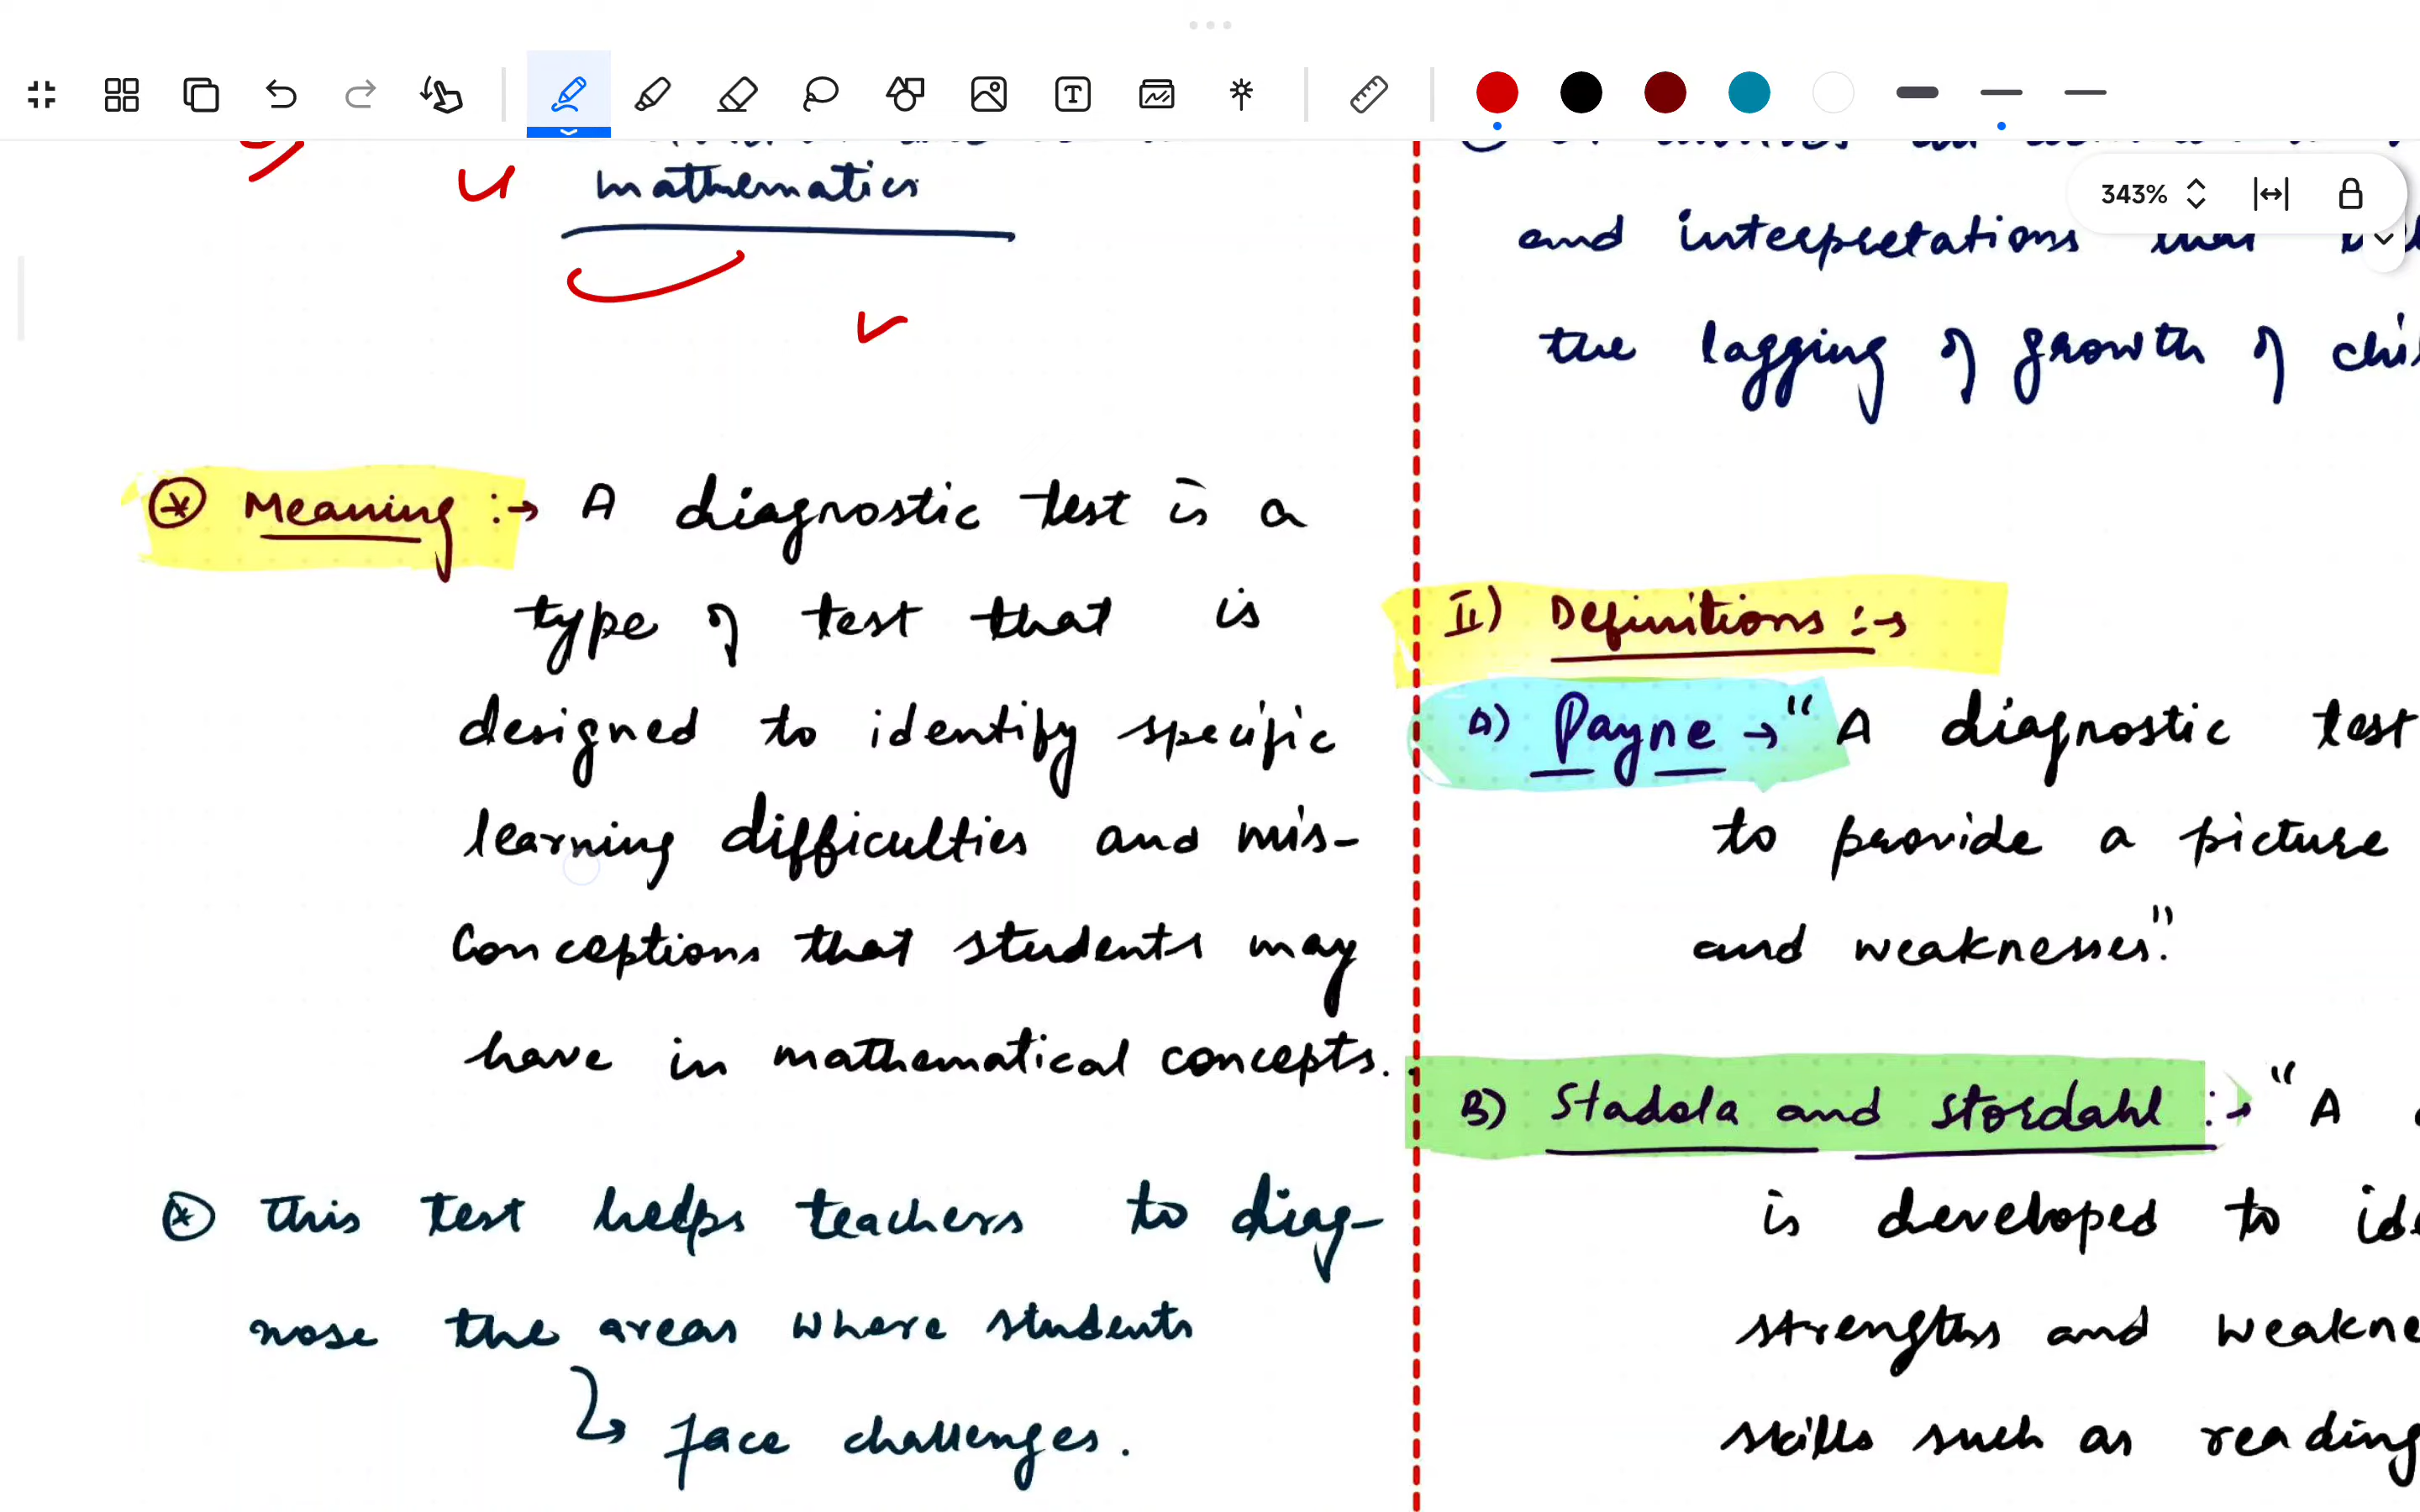 343%
mathematics
⊛ Meaning :→ A diagnostic test is a
type of test that is
designed to identify specific
learning difficulties and mis-
conceptions that students may
have in mathematical concepts.
⊛ this test helps teachers to diag-
nose the areas where students
↳ face challenges.
and interpretations that
the lagging of growth of chi
II) Definitions :→
A) Payne → " A diagnostic test
to provide a picture
and weaknesses."
B) Stadola and Stordahl :→ " A
is developed to ide
strengths and weakne
skills such as reading